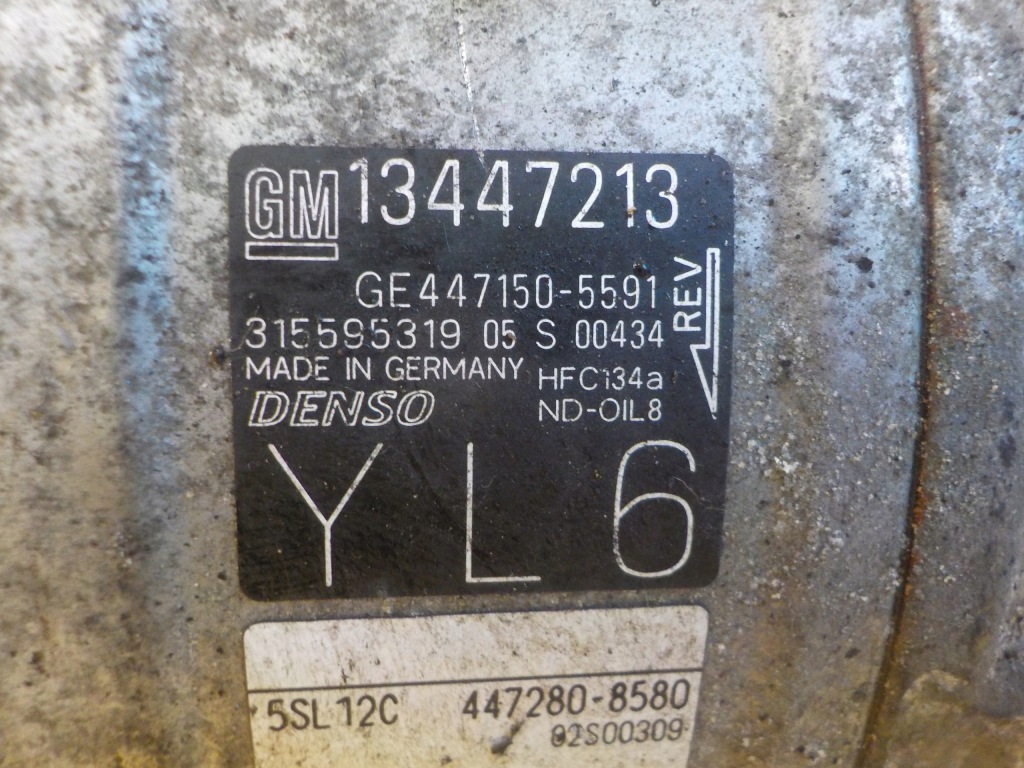 GM 13447213
GE447150-5591
REV
315595319 05 S 00434
MADE IN GERMANY HFC134a
DENSO ND-OIL8
YL6
5SL12C 447280-8580
02S00309